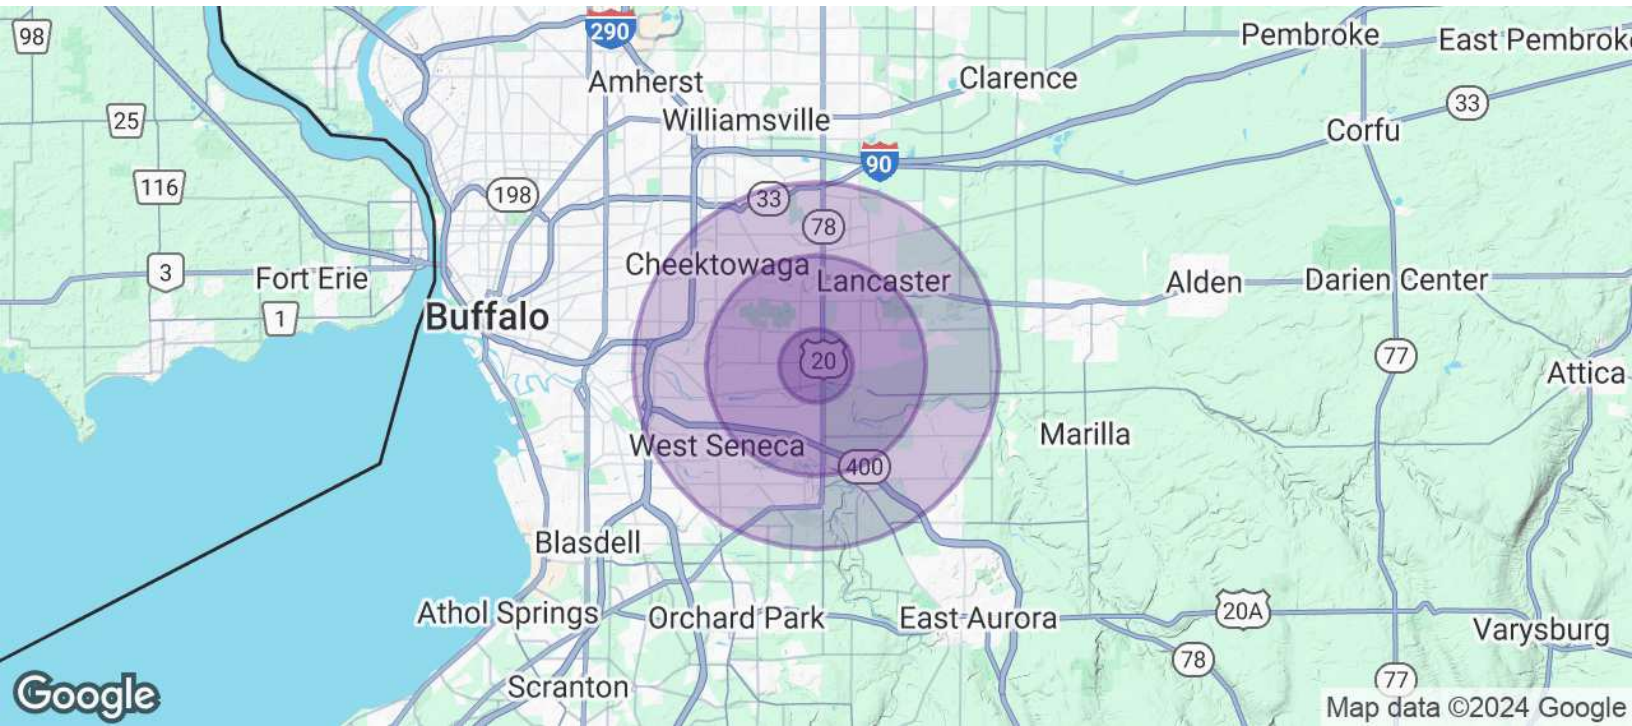 98
290
Pembroke
East Pembroke
Amherst
Clarence
33
25
Williamsville
Corfu
90
116
198
33
78
Cheektowaga
3
Fort Erie
Lancaster
Alden
Darien Center
1
Buffalo
20
77
Attica
West Seneca
Marilla
400
Blasdell
Athol Springs
Orchard Park
East Aurora
20A
Varysburg
78
77
Scranton
Google
Map data ©2024 Google